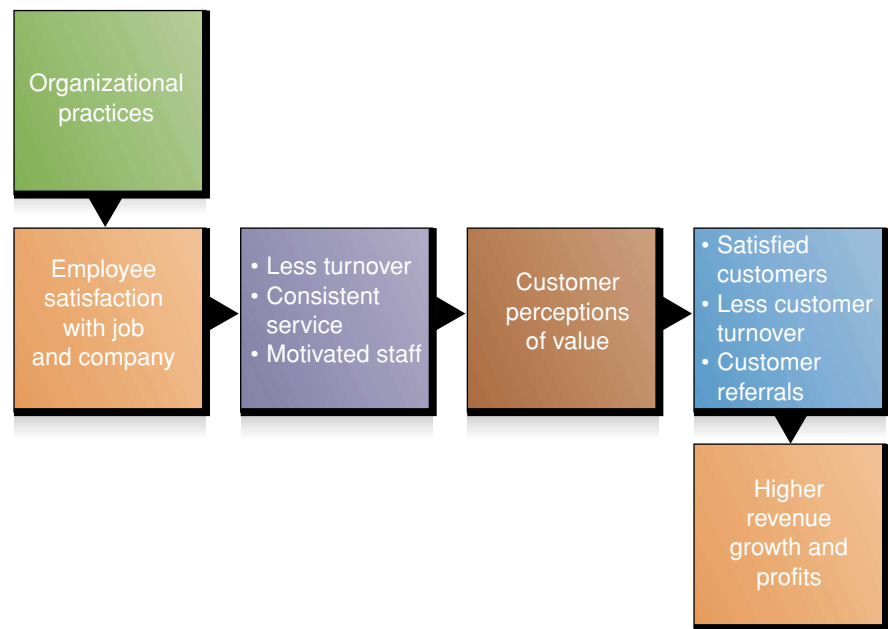 Organizational
practices
Employee
satisfaction
with job
and company
• Less turnover
• Consistent
service
• Motivated staff
Customer
perceptions
of value
• Satisfied
customers
• Less customer
turnover
• Customer
referrals
Higher
revenue
growth and
profits